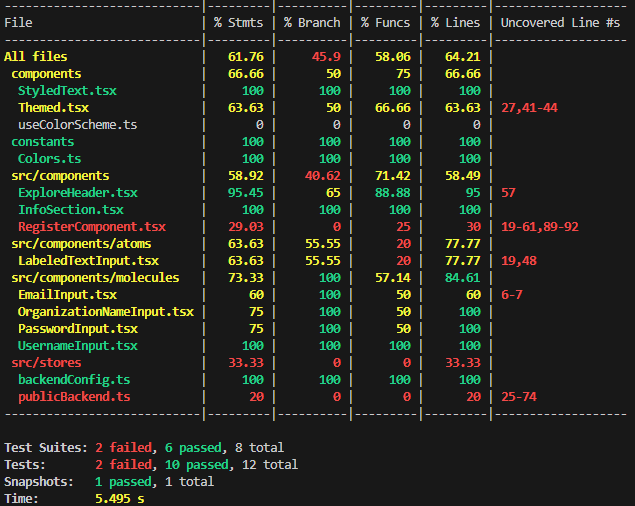 ---------------------------|---------|----------|---------|---------|-------------------
File                       | % Stmts | % Branch | % Funcs | % Lines | Uncovered Line #s
---------------------------|---------|----------|---------|---------|-------------------
All files                  |   61.76 |     45.9 |   58.06 |   64.21 |
 components                |   66.66 |       50 |      75 |   66.66 |
  StyledText.tsx           |     100 |      100 |     100 |     100 |
  Themed.tsx               |   63.63 |       50 |   66.66 |   63.63 | 27,41-44
  useColorScheme.ts        |       0 |        0 |       0 |       0 |
 constants                 |     100 |      100 |     100 |     100 |
  Colors.ts                |     100 |      100 |     100 |     100 |
 src/components            |   58.92 |    40.62 |   71.42 |   58.49 |
  ExploreHeader.tsx        |   95.45 |       65 |   88.88 |      95 | 57
  InfoSection.tsx          |     100 |      100 |     100 |     100 |
  RegisterComponent.tsx    |   29.03 |        0 |      25 |      30 | 19-61,89-92
 src/components/atoms      |   63.63 |    55.55 |      20 |   77.77 |
  LabeledTextInput.tsx     |   63.63 |    55.55 |      20 |   77.77 | 19,48
 src/components/molecules  |   73.33 |      100 |   57.14 |   84.61 |
  EmailInput.tsx           |      60 |      100 |      50 |      60 | 6-7
  OrganizationNameInput.tsx |      75 |      100 |      50 |     100 |
  PasswordInput.tsx        |      75 |      100 |      50 |     100 |
  UsernameInput.tsx        |     100 |      100 |     100 |     100 |
 src/stores                |   33.33 |        0 |       0 |   33.33 |
  backendConfig.ts         |     100 |      100 |     100 |     100 |
  publicBackend.ts         |      20 |        0 |       0 |      20 | 25-74
---------------------------|---------|----------|---------|---------|-------------------
Test Suites: 2 failed, 6 passed, 8 total
Tests:       2 failed, 10 passed, 12 total
Snapshots:   1 passed, 1 total
Time:        5.495 s